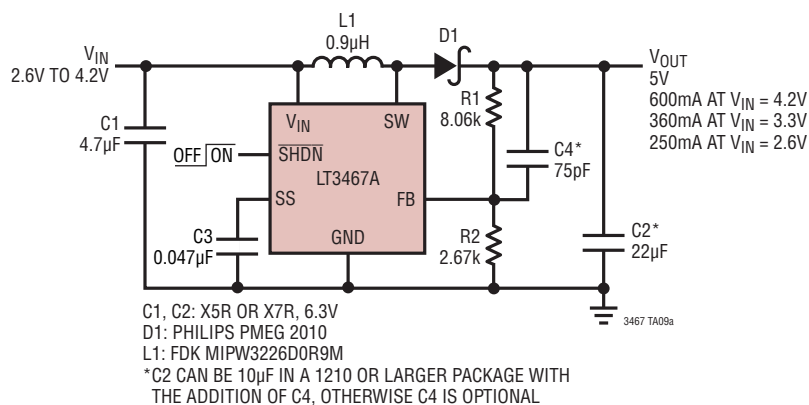 L1
0.9µH
D1
VIN
2.6V TO 4.2V
VOUT
5V
600mA AT VIN = 4.2V
360mA AT VIN = 3.3V
250mA AT VIN = 2.6V
C1
4.7µF
R1
8.06k
VIN
SW
C4*
75pF
OFF ON
SHDN
LT3467A
SS
FB
C3
0.047µF
GND
R2
2.67k
C2*
22µF
C1, C2: X5R OR X7R, 6.3V
D1: PHILIPS PMEG 2010
L1: FDK MIPW3226D0R9M
*C2 CAN BE 10µF IN A 1210 OR LARGER PACKAGE WITH
THE ADDITION OF C4, OTHERWISE C4 IS OPTIONAL
3467 TA09a